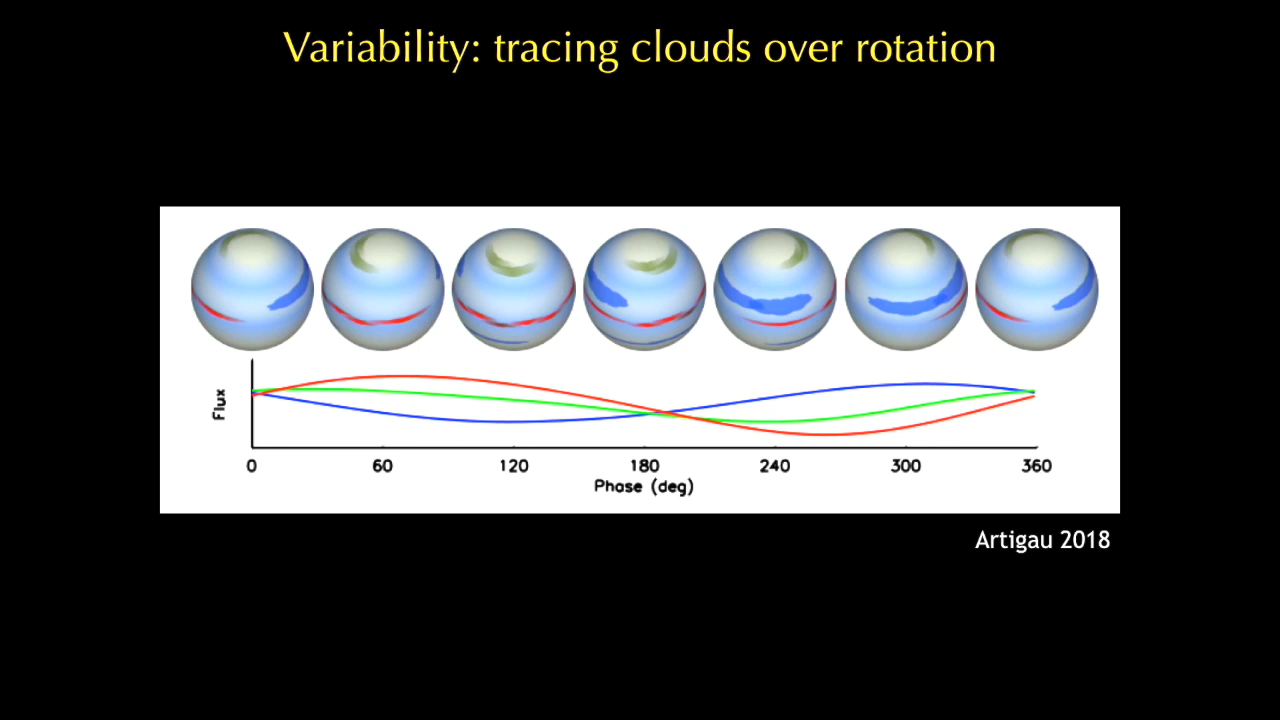 Variability: tracing clouds over rotation
Flux
0 60 120 180 240 300 360
Phase (deg)
Artigau 2018